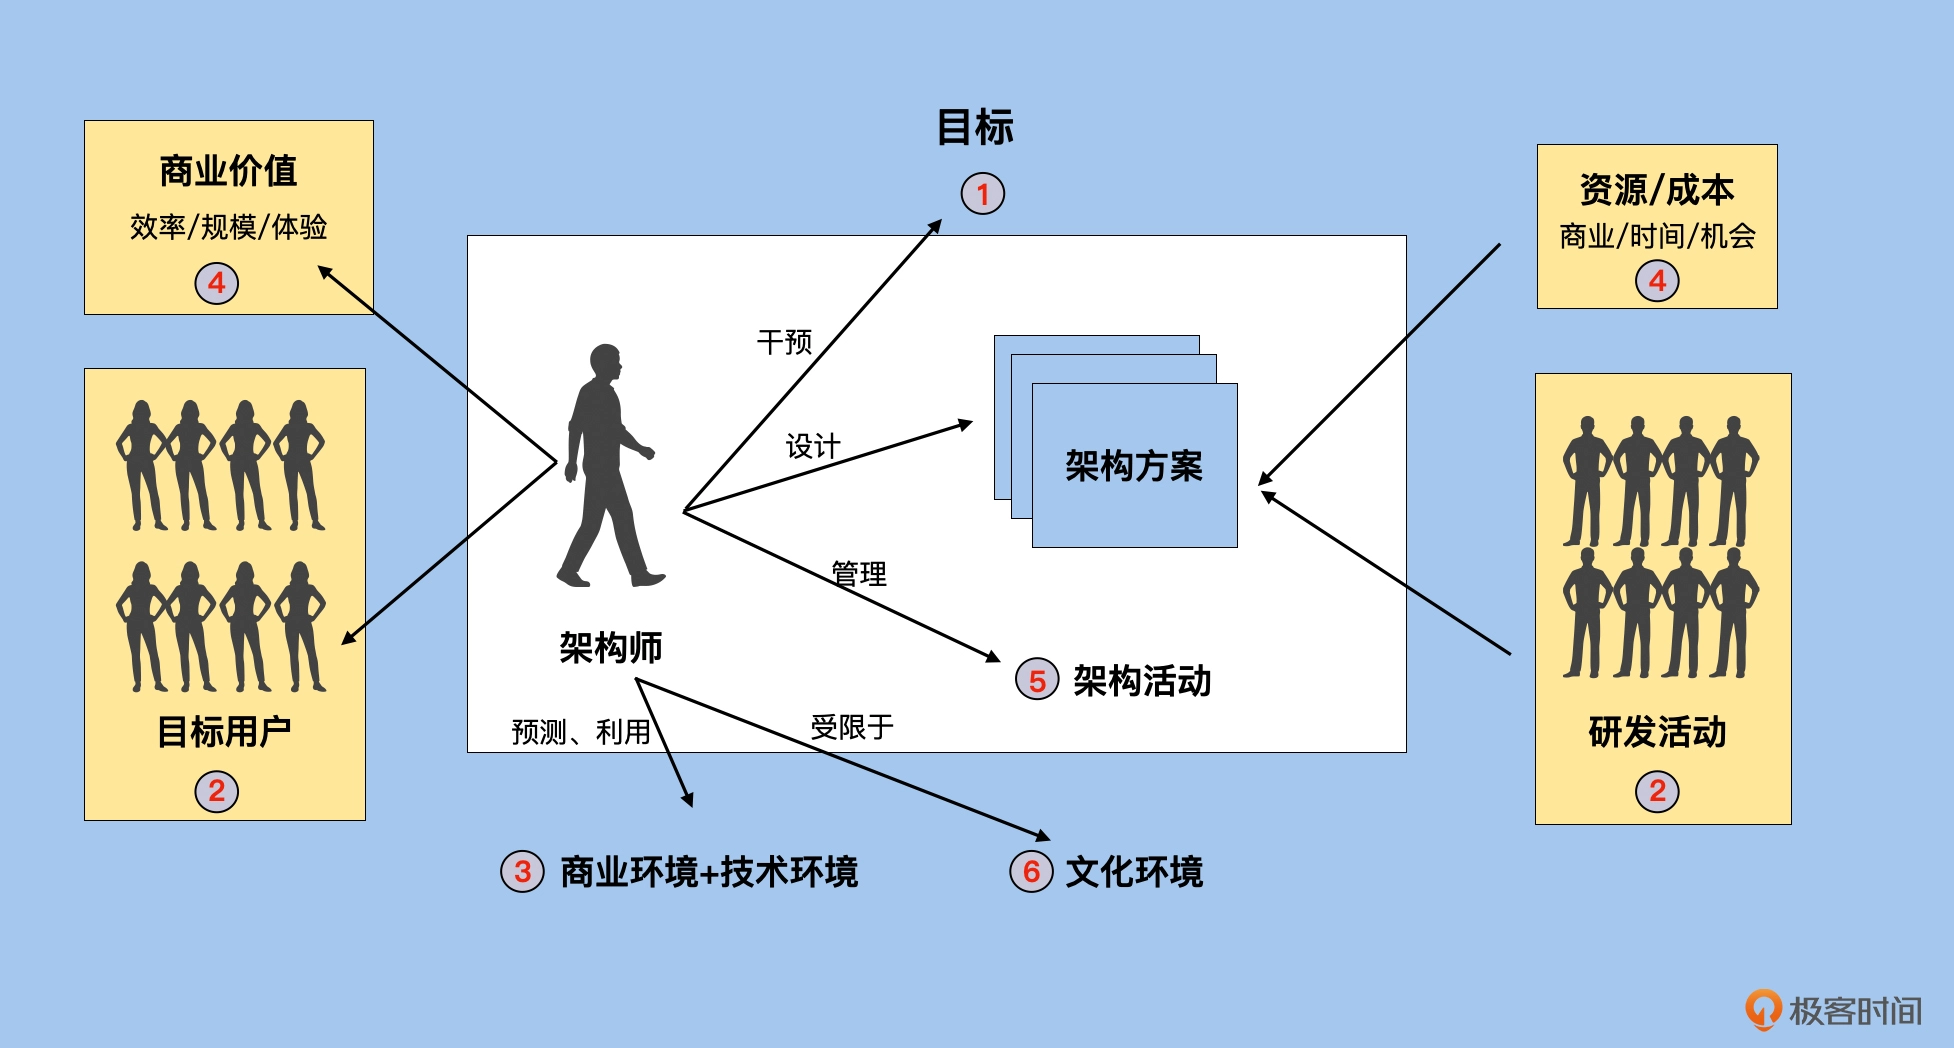 目标
1
商业价值
效率/规模/体验
4
资源/成本
商业/时间/机会
4
干预
设计
架构方案
管理
架构师
5 架构活动
预测、利用
受限于
目标用户
2
研发活动
2
3 商业环境+技术环境
6 文化环境
极客时间